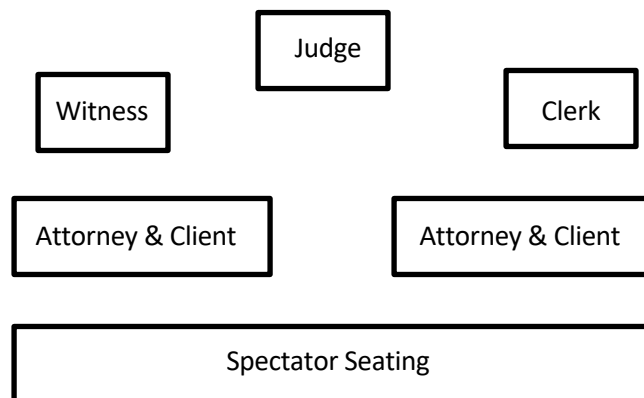 Judge
Witness
Clerk
Attorney & Client
Attorney & Client
Spectator Seating